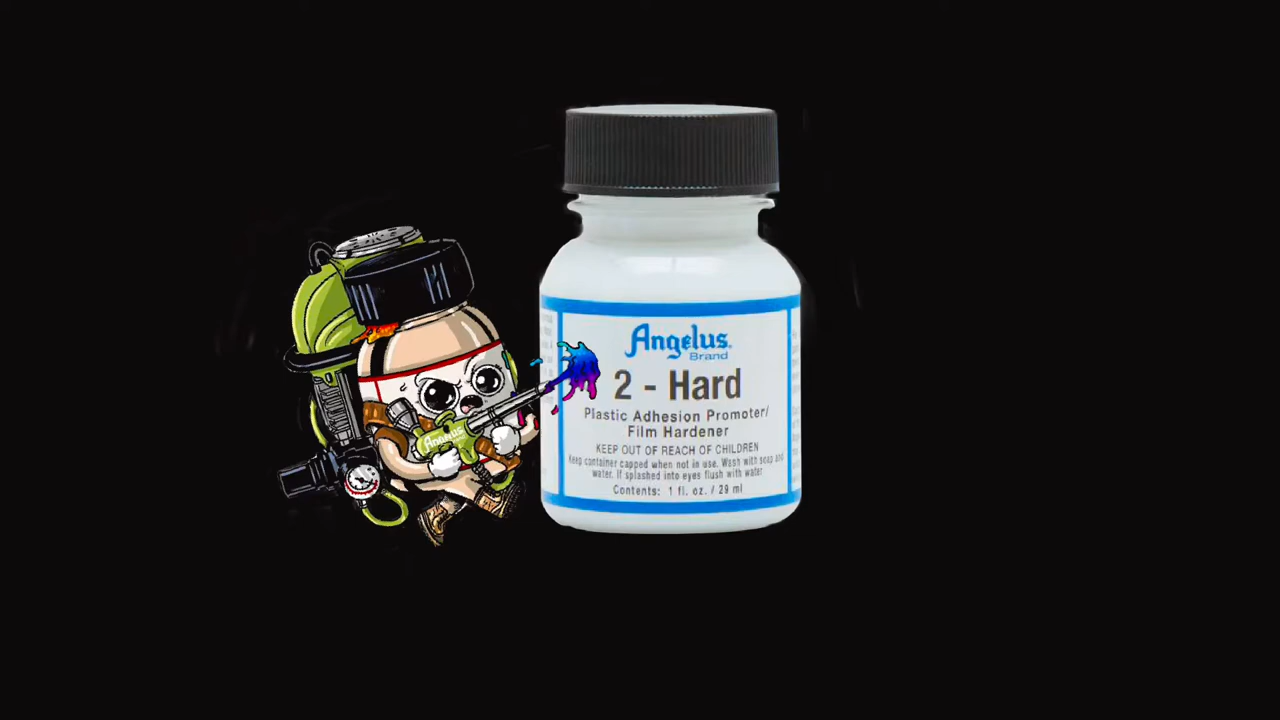 Angelus
Brand
2 - Hard
Plastic Adhesion Promoter/
Film Hardener
KEEP OUT OF REACH OF CHILDREN
Keep container capped when not in use. Wash with soap and
water. If splashed into eyes flush with water
Contents: 1 fl. oz. / 29 ml
Angelus